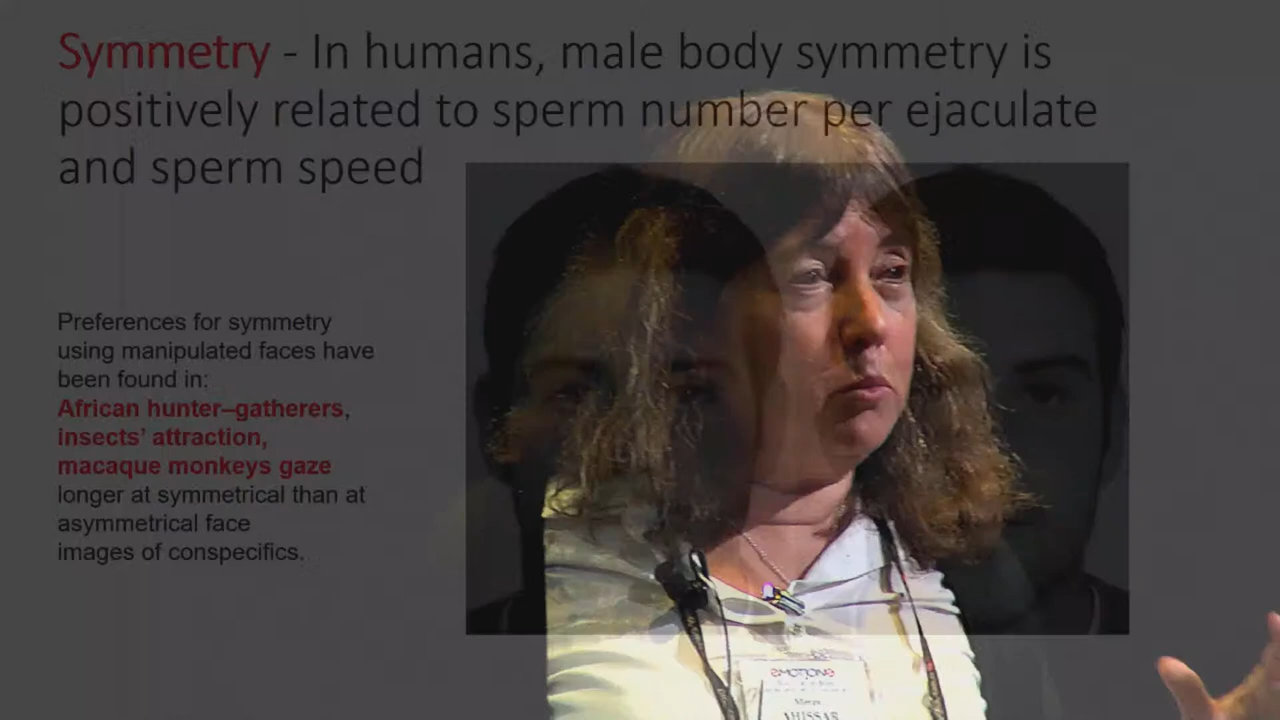 Symmetry - In humans, male body symmetry is
positively related to sperm number per ejaculate
and sperm speed
Preferences for symmetry
using manipulated faces have
been found in:
African hunter–gatherers,
insects' attraction,
macaque monkeys gaze
longer at symmetrical than at
asymmetrical face
images of conspecifics.
AHISSAR